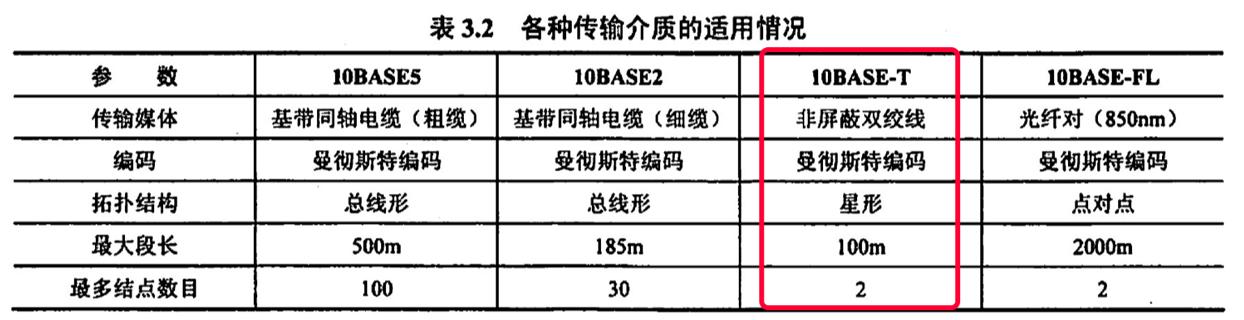 表 3.2 各种传输介质的适用情况
参 数 10BASE5 10BASE2 10BASE-T 10BASE-FL
传输媒体 基带同轴电缆（粗缆） 基带同轴电缆（细缆） 非屏蔽双绞线 光纤对（850nm）
编码 曼彻斯特编码 曼彻斯特编码 曼彻斯特编码 曼彻斯特编码
拓扑结构 总线形 总线形 星形 点对点
最大段长 500m 185m 100m 2000m
最多结点数目 100 30 2 2